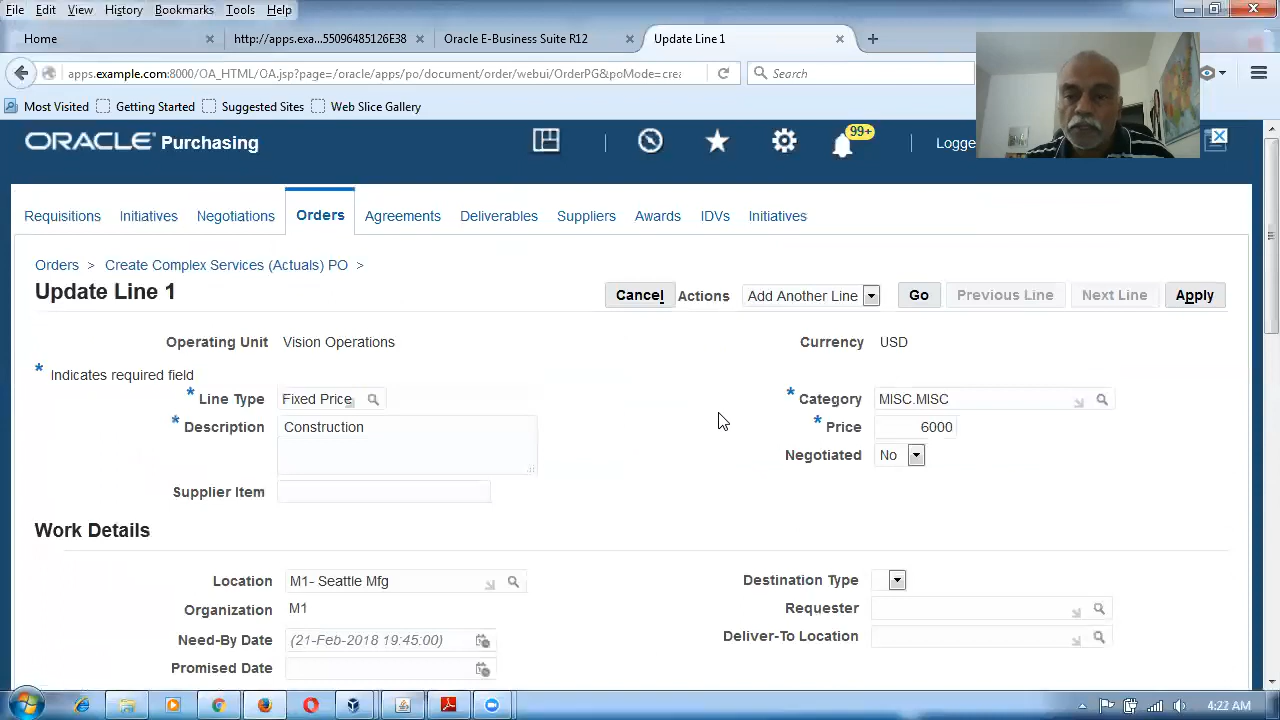 File Edit View History Bookmarks Tools Help
Home http://apps.exa...55096485126E38 Oracle E-Business Suite R12 Update Line 1
apps.example.com:8000/OA_HTML/OA.jsp?page=/oracle/apps/po/document/order/webui/ Search
Most Visited Getting Started Suggested Sites Web Slice Gallery
ORACLE Purchasing 99+ Logge
Requisitions Initiatives Negotiations Orders Agreements Deliverables Suppliers Awards IDVs Initiatives
Orders > Create Complex Services (Actuals) PO >
Update Line 1 Cancel Actions Add Another Line Go Previous Line Next Line Apply
Operating Unit Vision Operations Currency USD
* Indicates required field
* Line Type Fixed Price * Category MISC.MISC
* Description Construction * Price 6000
Negotiated No
Supplier Item
Work Details
Location M1- Seattle Mfg Destination Type
Organization M1 Requester
Need-By Date (21-Feb-2018 19:45:00) Deliver-To Location
Promised Date
4:22 AM